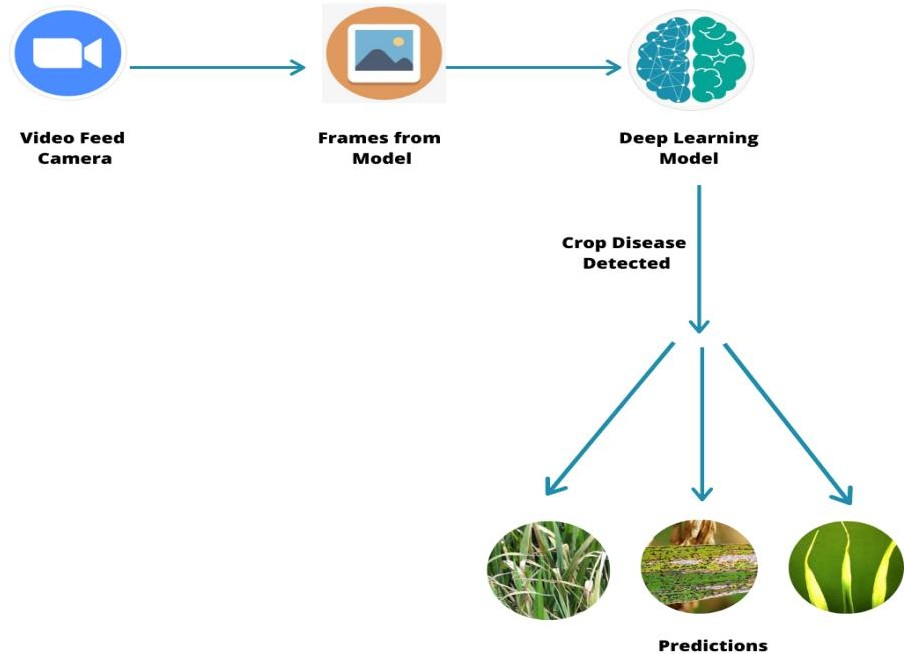 Video Feed
Camera
Frames from
Model
Deep Learning
Model
Crop Disease
Detected
Predictions